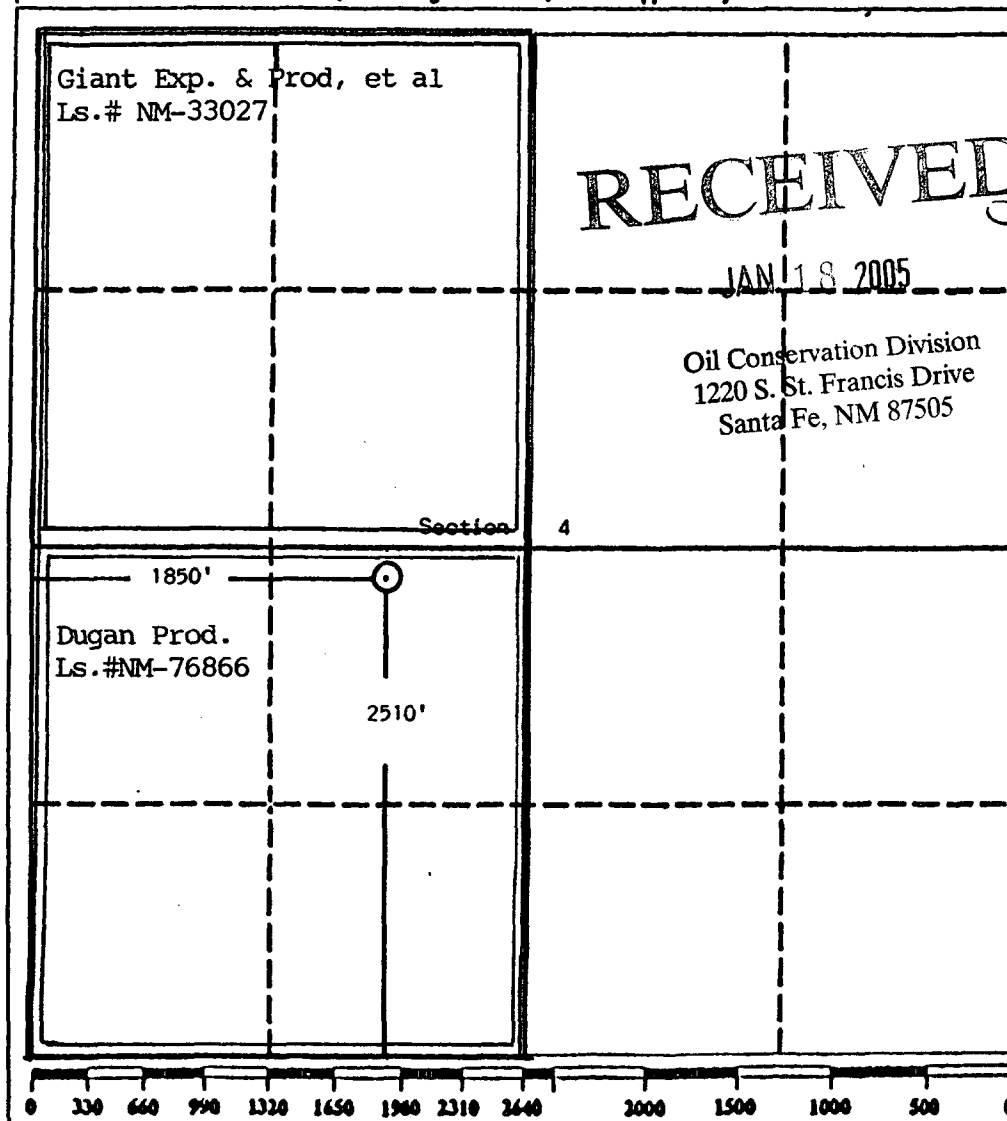 Giant Exp. & Prod, et al
Ls.# NM-33027
RECEIVED
JAN 18 2005
Oil Conservation Division
1220 S. St. Francis Drive
Santa Fe, NM 87505
Section 4
1850'
Dugan Prod.
Ls.#NM-76866
2510'
0 330 660 990 1320 1650 1980 2310 2640 2000 1500 1000 500